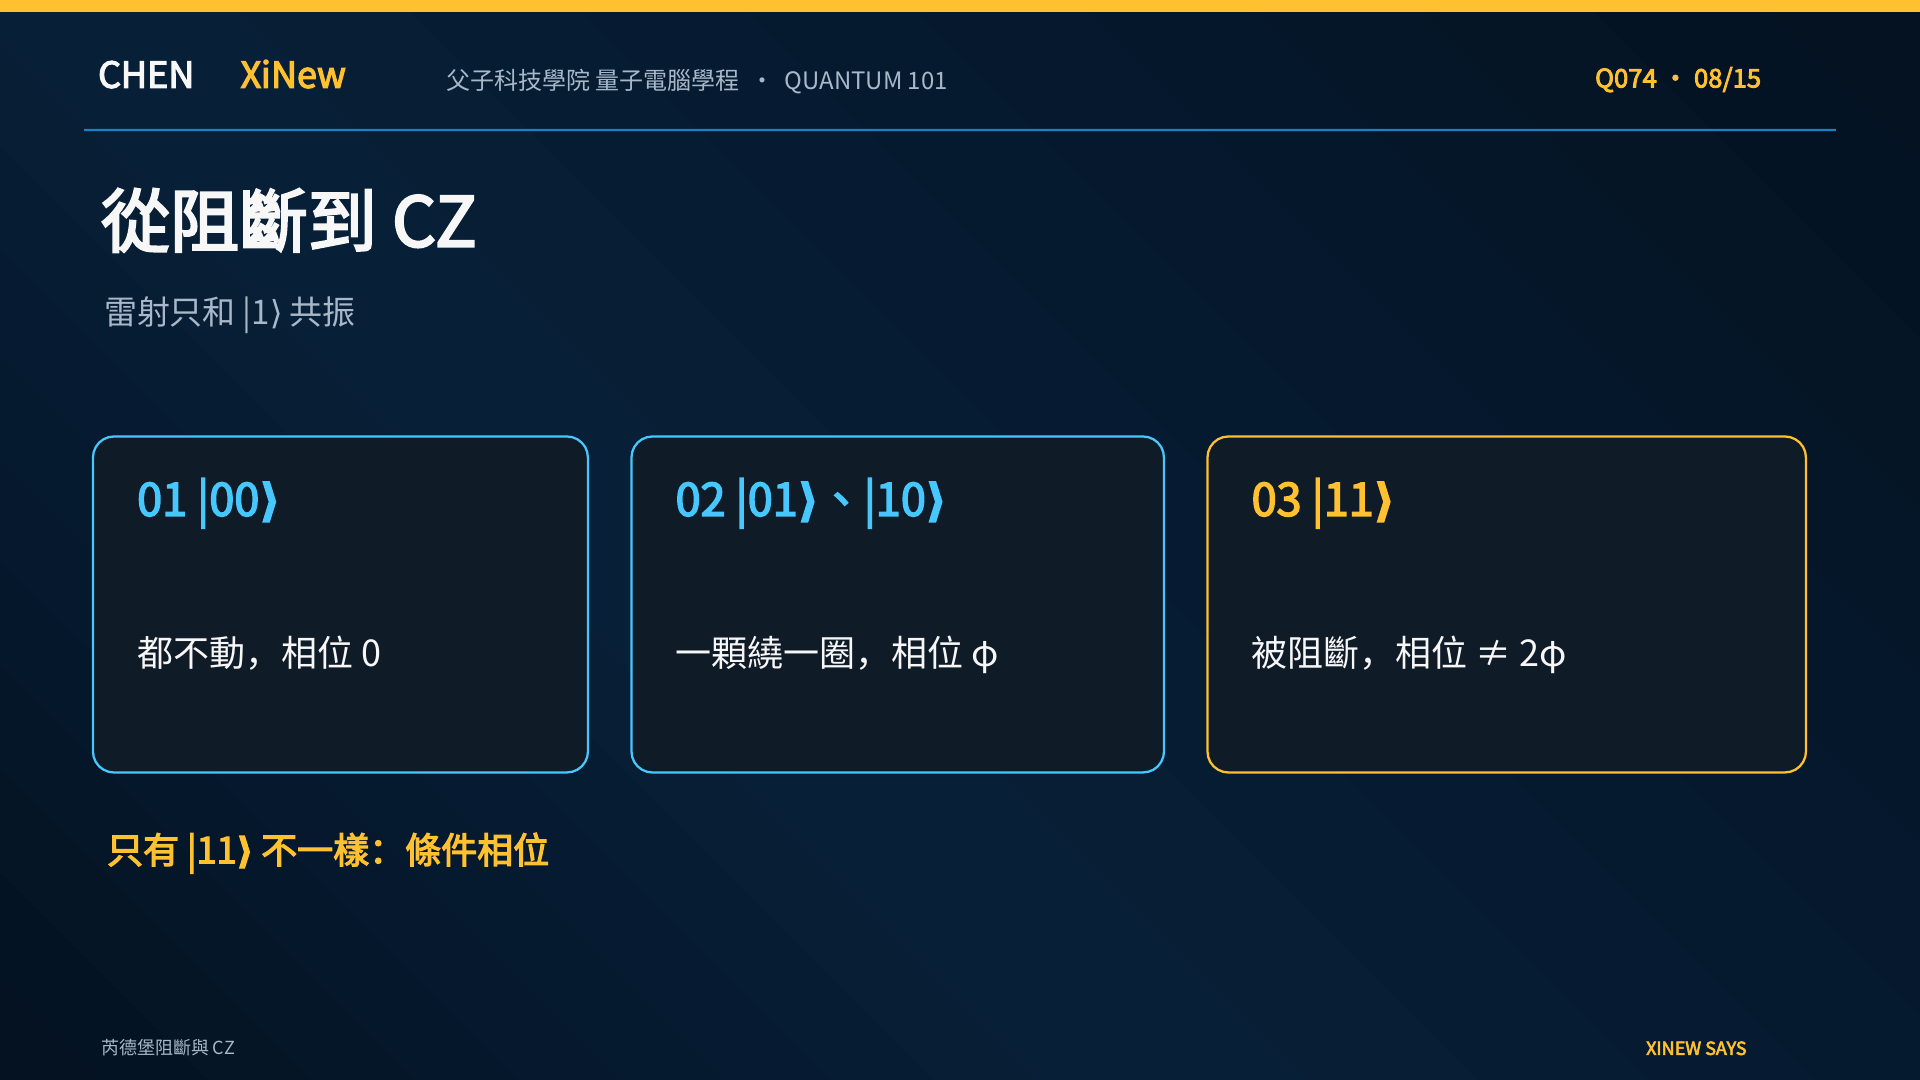 CHEN XiNew 父子科技學院 量子電腦學程 · QUANTUM 101
Q074 · 08/15
從阻斷到 CZ
雷射只和 |1⟩ 共振
01 |00⟩
都不動，相位 0
02 |01⟩、|10⟩
一顆繞一圈，相位 φ
03 |11⟩
被阻斷，相位 ≠ 2φ
只有 |11⟩ 不一樣：條件相位
芮德堡阻斷與 CZ
XINEW SAYS